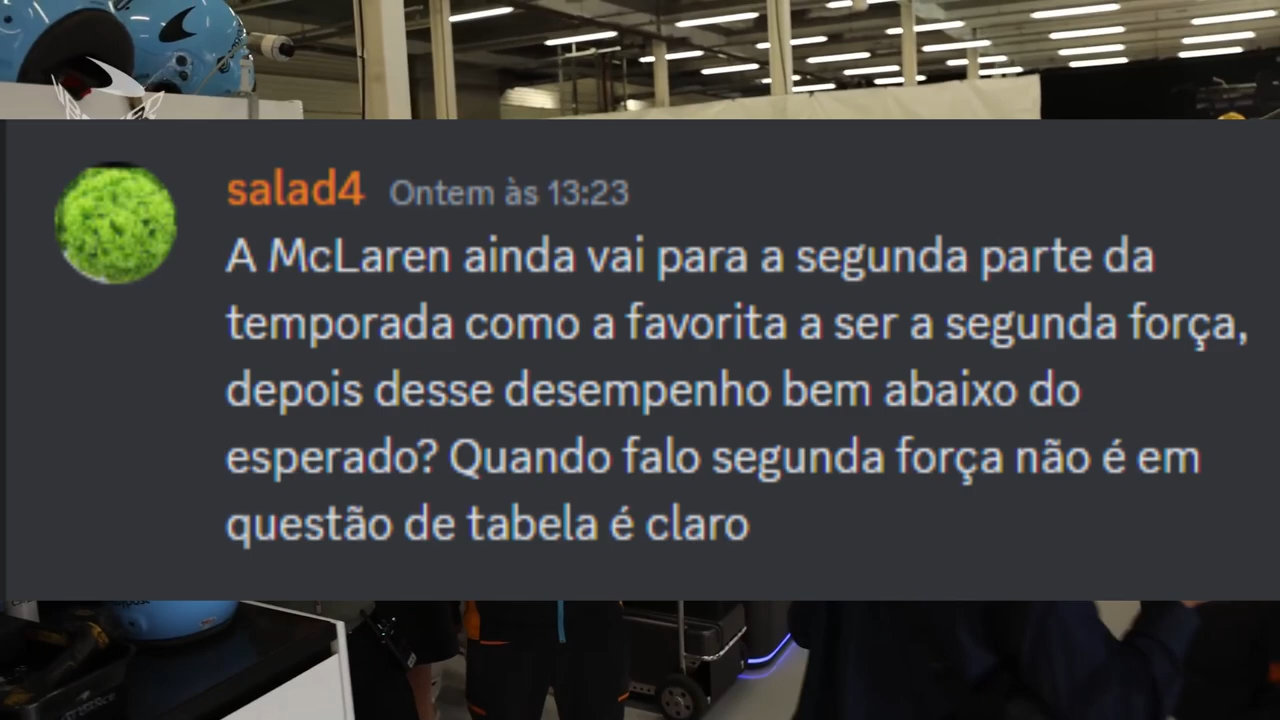 salad4 Ontem às 13:23
A McLaren ainda vai para a segunda parte da
temporada como a favorita a ser a segunda força,
depois desse desempenho bem abaixo do
esperado? Quando falo segunda força não é em
questão de tabela é claro